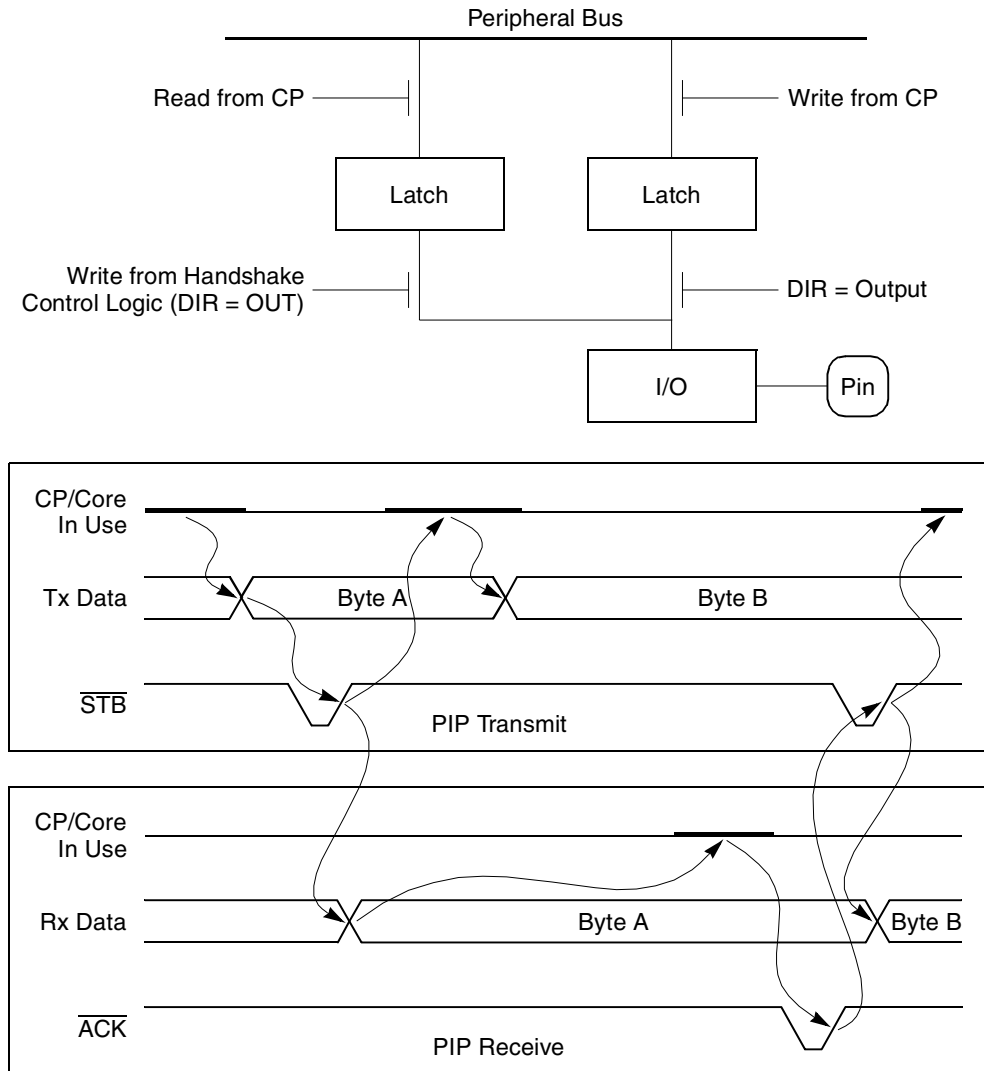 Peripheral Bus
Read from CP
Write from CP
Latch
Latch
Write from Handshake
Control Logic (DIR = OUT)
DIR = Output
I/O
Pin
CP/Core
In Use
Tx Data
Byte A
Byte B
STB
PIP Transmit
CP/Core
In Use
Rx Data
Byte A
Byte B
ACK
PIP Receive